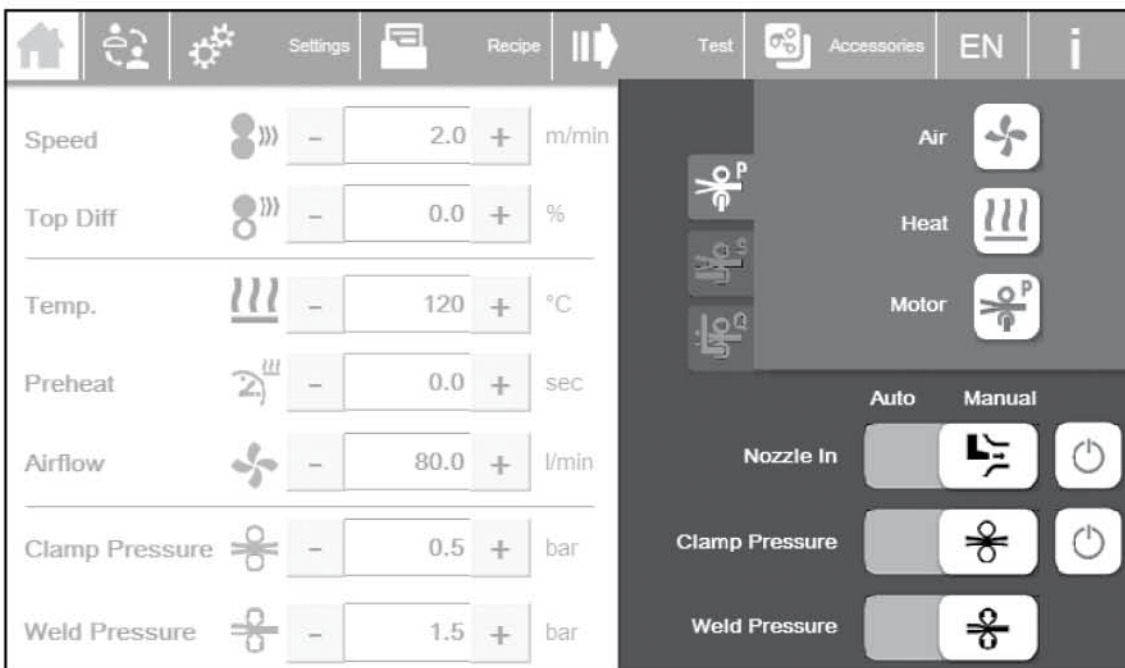 Settings Recipe Test Accessories EN i
Speed - 2.0 + m/min
Top Diff - 0.0 + %
Temp. - 120 + °C
Preheat - 0.0 + sec
Airflow - 80.0 + l/min
Clamp Pressure - 0.5 + bar
Weld Pressure - 1.5 + bar
P
S
Q
Air
Heat
Motor P
Auto Manual
Nozzle In
Clamp Pressure
Weld Pressure